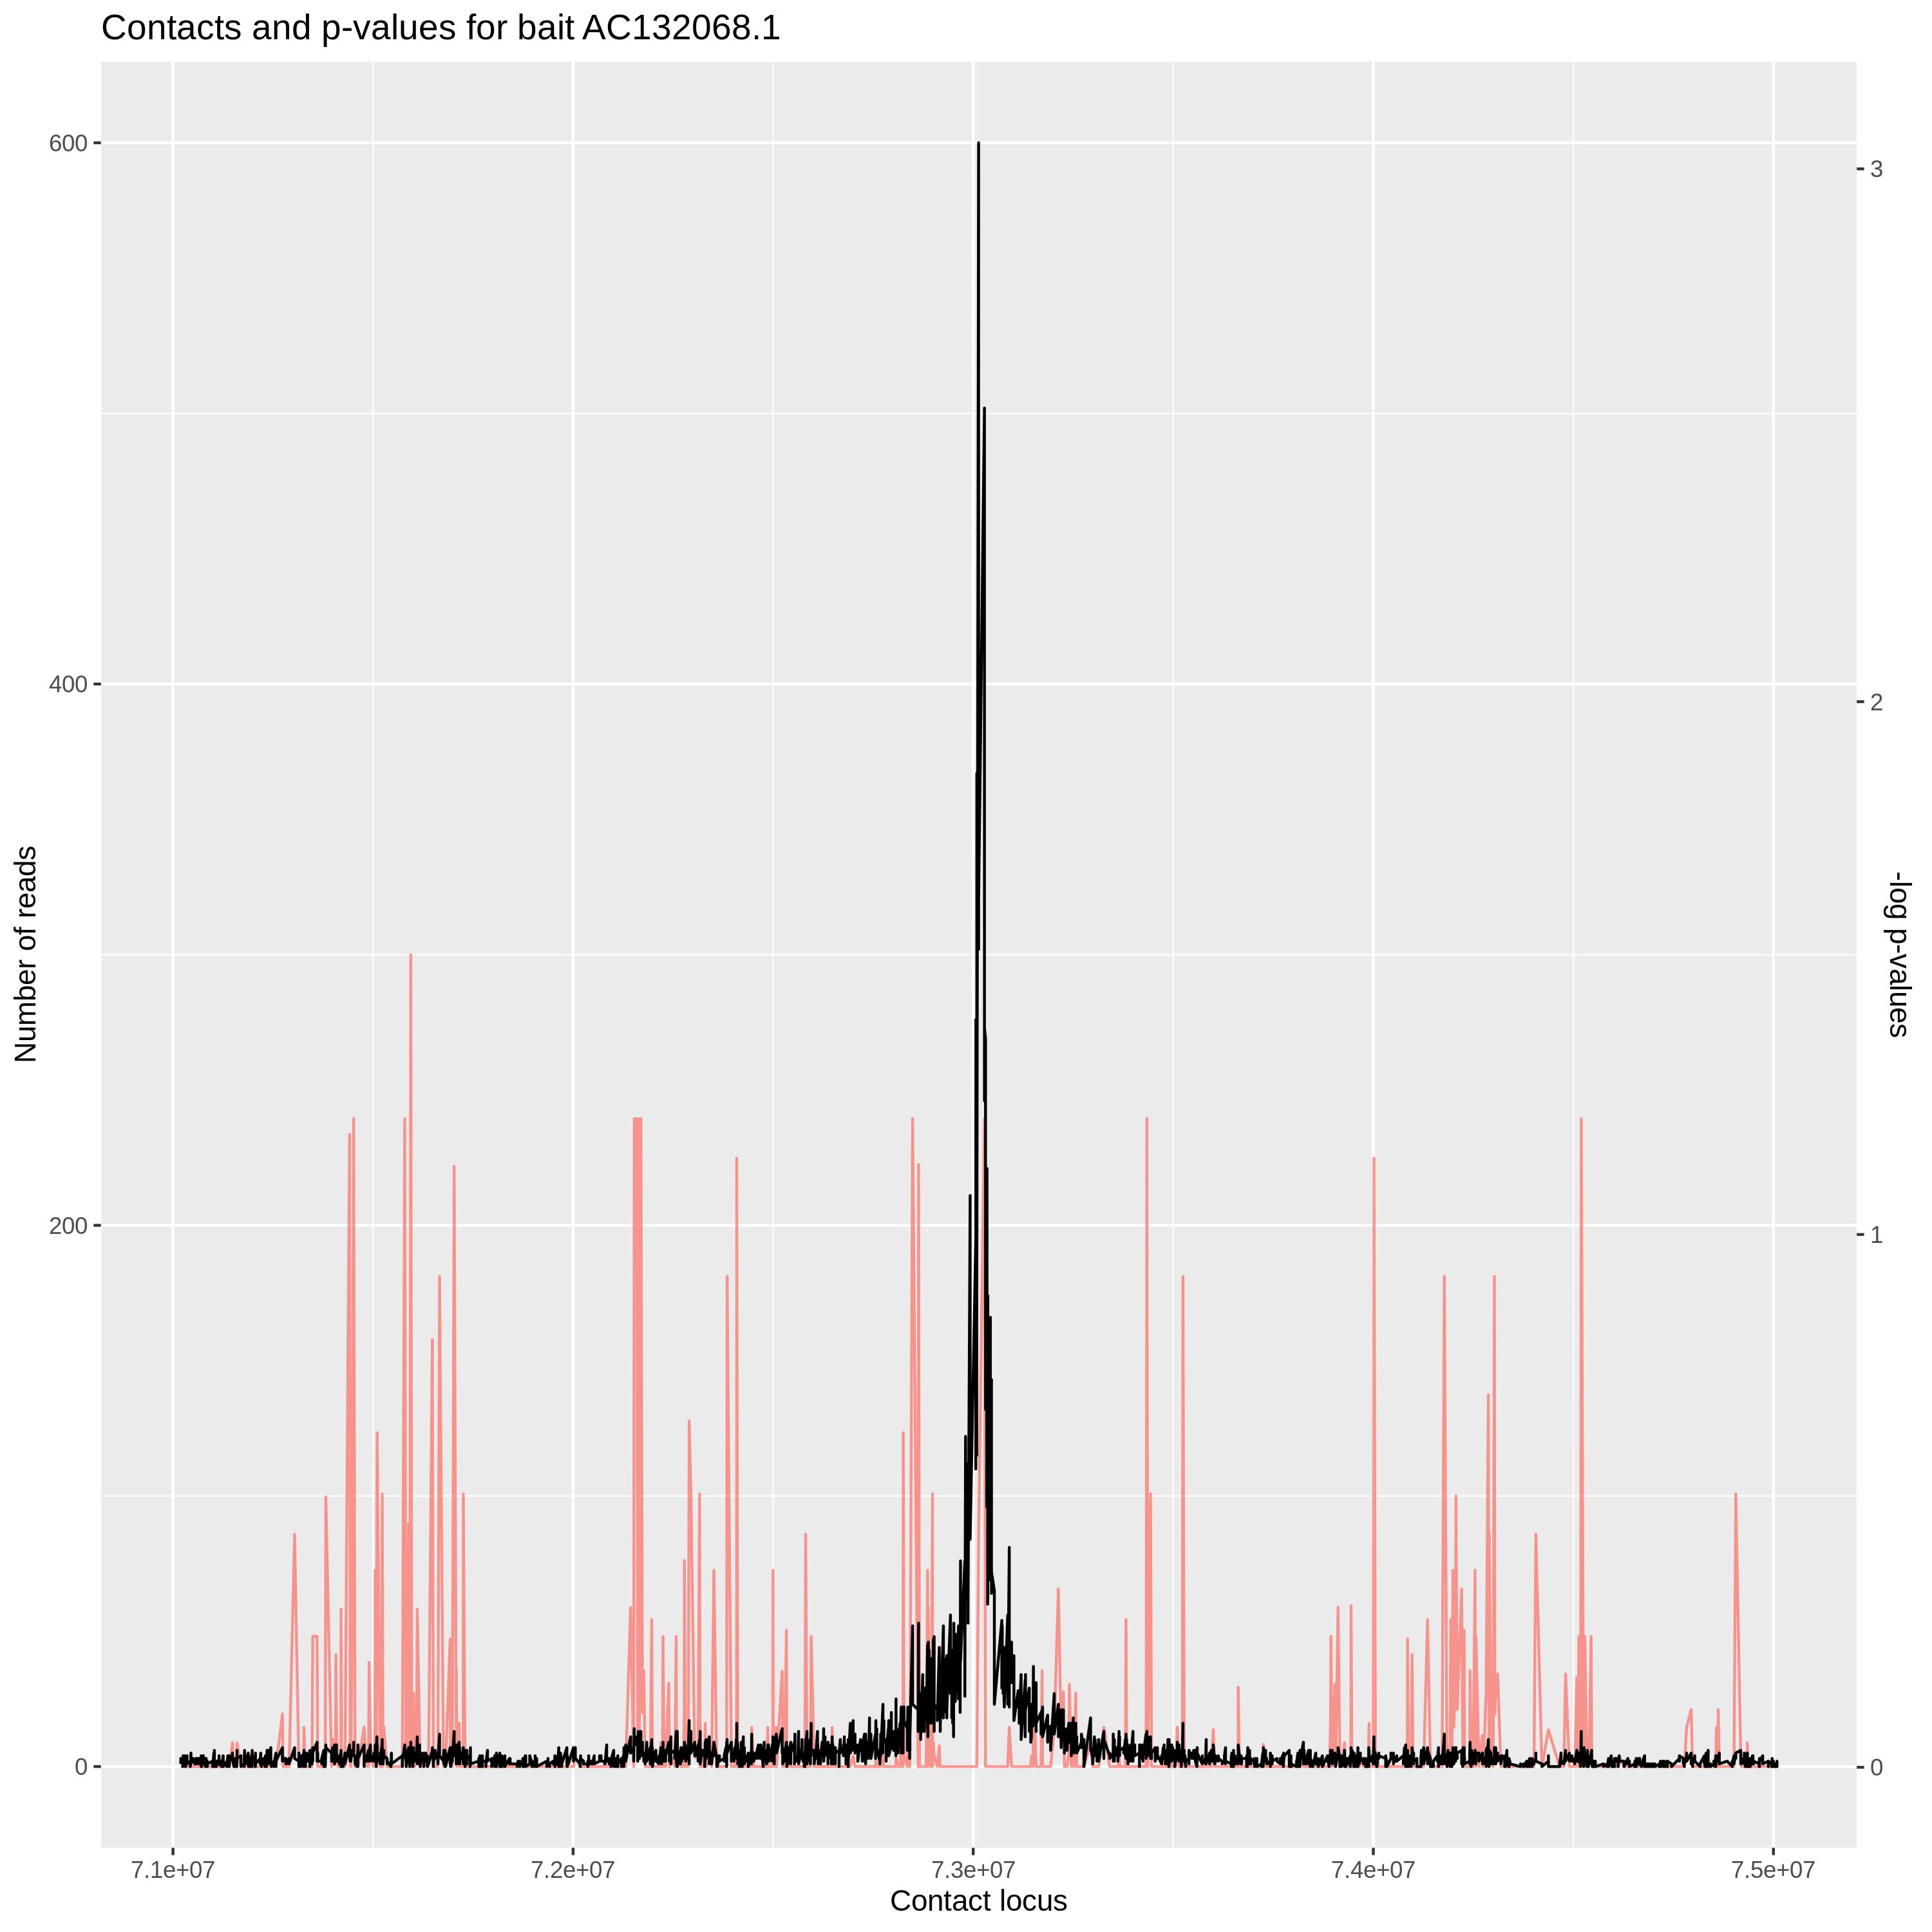 Contacts and p-values for bait AC132068.1
600
400
200
0
Number of reads
3
2
1
0
-log p-values
7.1e+07 7.2e+07 7.3e+07 7.4e+07 7.5e+07
Contact locus